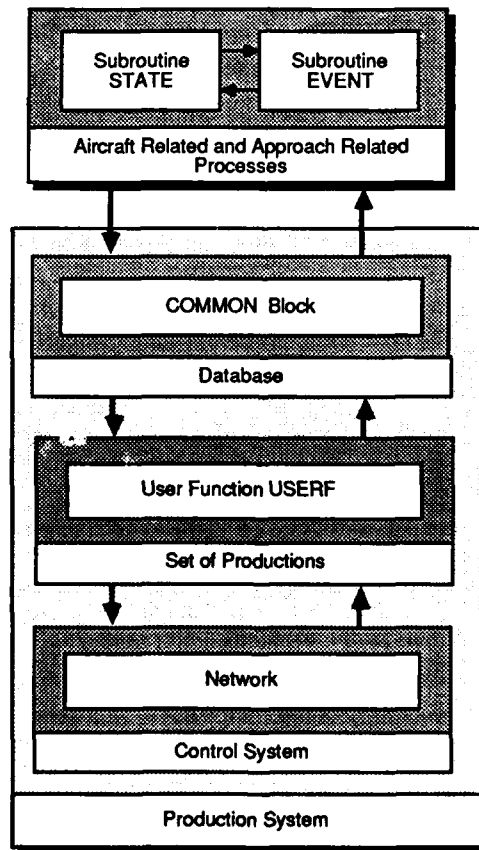 Subroutine
STATE
Subroutine
EVENT
Aircraft Related and Approach Related
Processes
COMMON Block
Database
User Function USERF
Set of Productions
Network
Control System
Production System